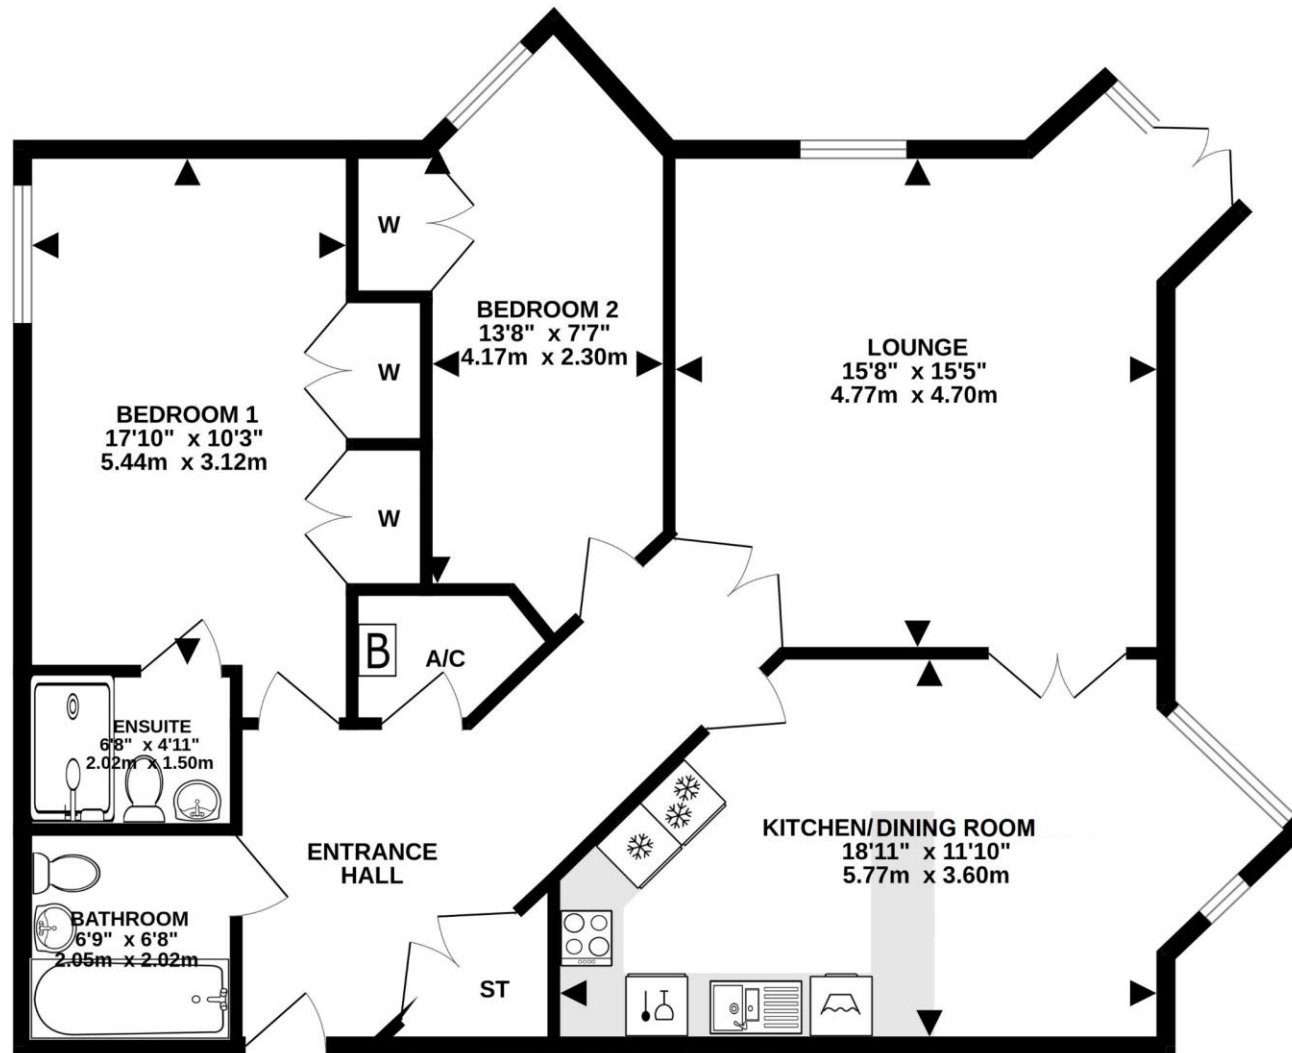 W
BEDROOM 2
13'8" x 7'7"
4.17m x 2.30m
LOUNGE
15'8" x 15'5"
4.77m x 4.70m
W
BEDROOM 1
17'10" x 10'3"
5.44m x 3.12m
W
B
A/C
ENSUITE
6'8" x 4'11"
2.02m x 1.50m
KITCHEN/DINING ROOM
18'11" x 11'10"
5.77m x 3.60m
ENTRANCE
HALL
BATHROOM
6'9" x 6'8"
2.05m x 2.02m
ST